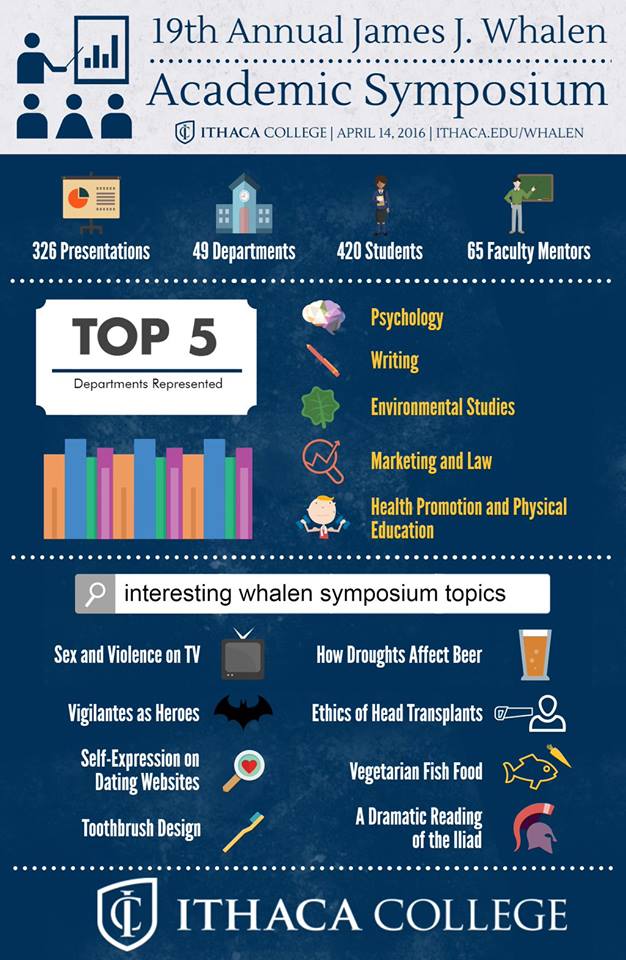 19th Annual James J. Whalen
Academic Symposium
IC ITHACA COLLEGE | APRIL 14, 2016 | ITHACA.EDU/WHALEN
326 Presentations
49 Departments
420 Students
65 Faculty Mentors
TOP 5
Departments Represented
Psychology
Writing
Environmental Studies
Marketing and Law
Health Promotion and Physical
Education
interesting whalen symposium topics
Sex and Violence on TV
How Droughts Affect Beer
Vigilantes as Heroes
Ethics of Head Transplants
Self-Expression on
Dating Websites
Vegetarian Fish Food
Toothbrush Design
A Dramatic Reading
of the Iliad
IC ITHACA COLLEGE